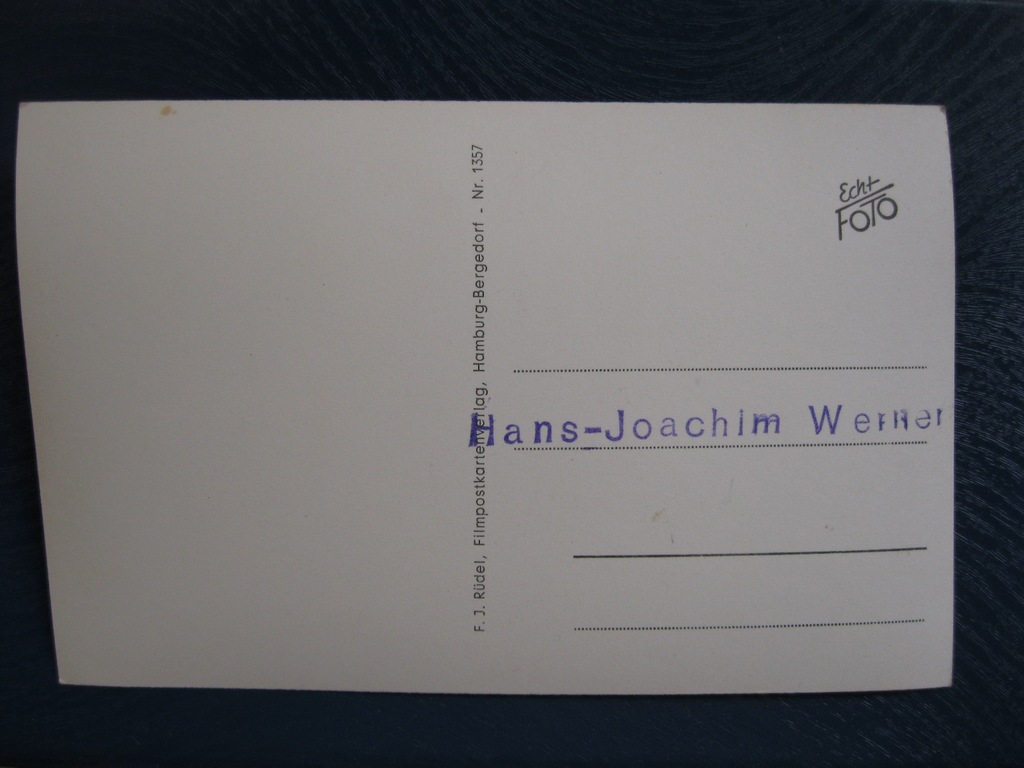 F. J. Rüdel, Filmpostkartenverlag, Hamburg-Bergedorf - Nr. 1357
Echt
FOTO
Hans-Joachim Werner